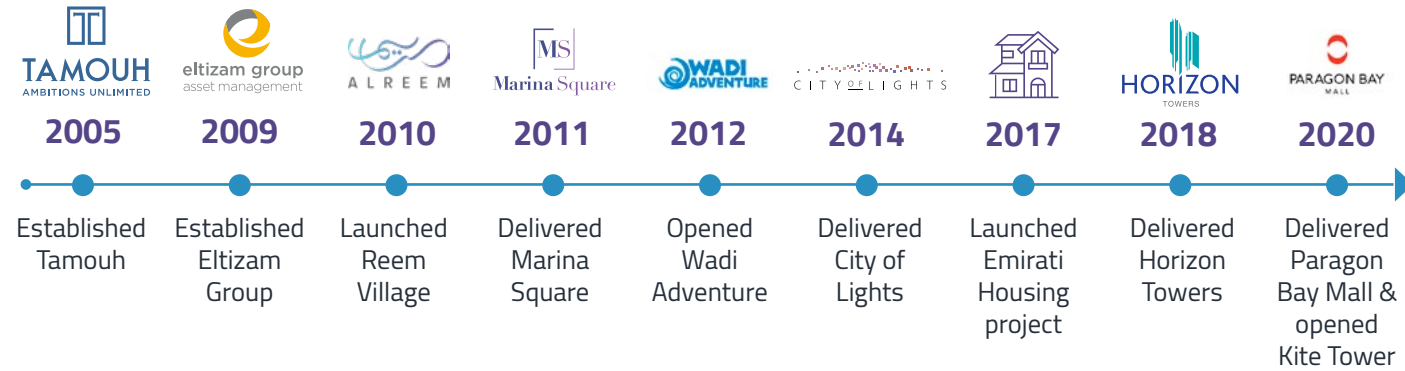 TAMOUH
AMBITIONS UNLIMITED
eltizam group
asset management
ALREEM
MS
Marina Square
WADI
ADVENTURE
CITY OF LIGHTS
HORIZON
TOWERS
PARAGON BAY
MALL
2005
2009
2010
2011
2012
2014
2017
2018
2020
Established
Tamouh
Established
Eltizam
Group
Launched
Reem
Village
Delivered
Marina
Square
Opened
Wadi
Adventure
Delivered
City of
Lights
Launched
Emirati
Housing
project
Delivered
Horizon
Towers
Delivered
Paragon
Bay Mall &
opened
Kite Tower